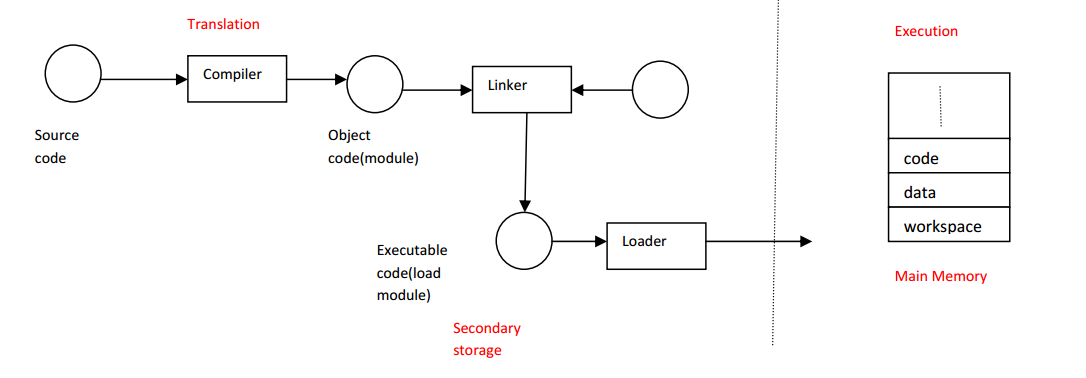 Translation
Execution
Compiler
Linker
Source
code
Object
code(module)
code
data
workspace
Executable
code(load
module)
Loader
Main Memory
Secondary
storage